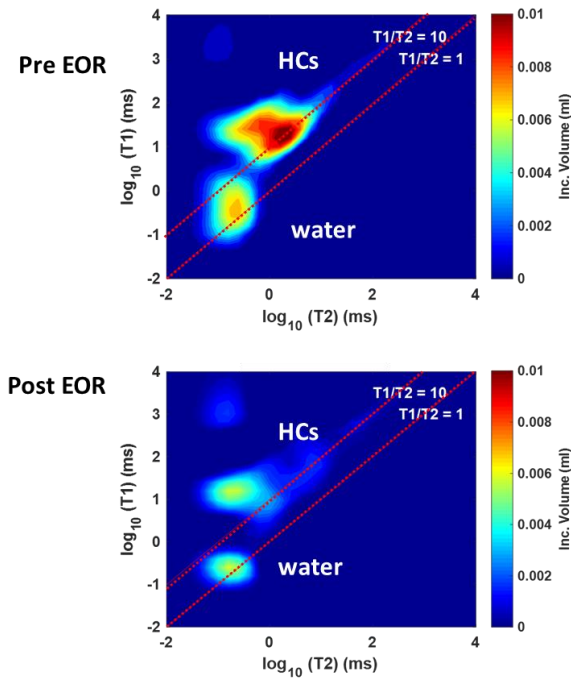 Pre EOR
4
3
2
1
0
-1
-2
log10 (T1) (ms)
T1/T2 = 10
T1/T2 = 1
HCs
water
-2
0
2
4
log10 (T2) (ms)
0.01
0.008
0.006
0.004
0.002
0
Inc. Volume (ml)
Post EOR
4
3
2
1
0
-1
-2
log10 (T1) (ms)
T1/T2 = 10
T1/T2 = 1
HCs
water
-2
0
2
4
log10 (T2) (ms)
0.01
0.008
0.006
0.004
0.002
0
Inc. Volume (ml)